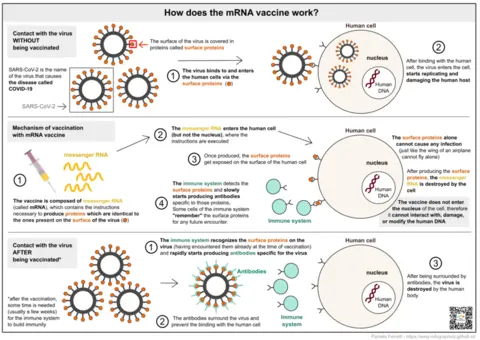 How does the mRNA vaccine work?
Contact with the virus
WITHOUT
being vaccinated
The surface of the virus is covered in
proteins called surface proteins
SARS-CoV-2 is the name
of the virus that causes
the disease called
COVID-19
SARS-CoV-2
1
The virus binds to and enters
the human cells via the
surface proteins ( )
Human cell
nucleus
Human
DNA
2
After binding with the human
cell, the virus enters the cell,
starts replicating and
damaging the human host
Mechanism of vaccination
with mRNA vaccine
messenger RNA
1
The vaccine is composed of messenger RNA
(called mRNA), which contains the instructions
necessary to produce proteins which are identical to
the ones present on the surface of the virus ( )
2
The messenger RNA enters the human cell
(but not the nucleus), where the
instructions are executed
3
Once produced, the surface proteins
get exposed on the surface of the human cell
4
The immune system detects the
surface proteins and slowly
starts producing antibodies
specific for those proteins.
Some cells of the immune system
"remember" the surface proteins
for any future encounter.
Immune system
Human cell
nucleus
Human
DNA
The surface proteins alone
cannot cause any infection
(just like the wing of an airplane
cannot fly alone)
After producing the surface
proteins, the messenger
RNA is destroyed by the
cell
The vaccine does not enter
the nucleus of the cell; therefore
it cannot interact with, damage,
or modify the human DNA
Contact with the virus
AFTER
being vaccinated*
*after the vaccination,
some time is needed
(usually a few weeks)
for the immune system
to build immunity
1
The immune system recognizes the surface proteins on the
virus (having encountered them already at the time of vaccination)
and rapidly starts producing antibodies specific for the virus
Antibodies
2
The antibodies surround the virus and
prevent the binding with the human cell
Immune
system
Human cell
nucleus
Human
DNA
3
After being surrounded by
antibodies, the virus is
destroyed by the human
body